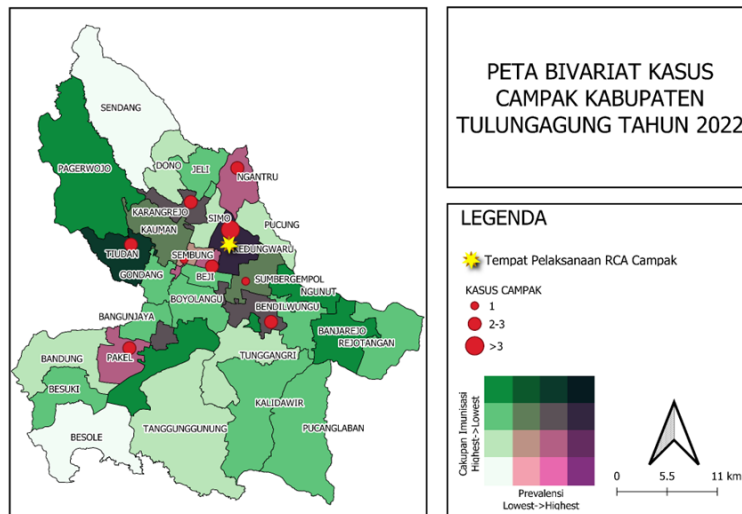 PETA BIVARIAT KASUS
CAMPAK KABUPATEN
TULUNGAGUNG TAHUN 2022
SENDANG
PAGERWOJO
DONO
JELI
NGANTRU
KARANGREJO
SIMO
PUCUNG
KAUMAN
TIUDAN
SEMBUNG
EDUNGWARU
GONDANG
BEJI
SUMBERGEMPOL
NGUNUT
BOYOLANGU
BENDILWUNGU
BANGUNJAYA
BANJAREJO
REJOTANGAN
BANDUNG
PAKEL
TUNGGANGRI
BESUKI
KALIDAWIR
TANGGUNGGUNUNG
PUCANGLABAN
BESOLE
LEGENDA
Tempat Pelaksanaan RCA Campak
KASUS CAMPAK
1
2-3
>3
Cakupan Imunisasi
Highest->Lowest
Prevalensi
Lowest->Highest
0 5.5 11 km